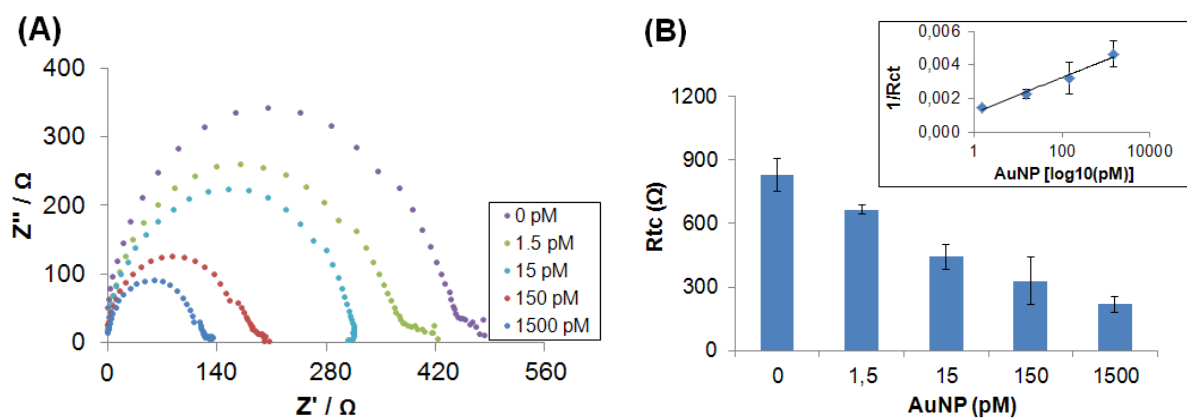 (A)
400
300
200
100
0
Z'' / Ω
0 140 280 420 560
Z' / Ω
0 pM
1.5 pM
15 pM
150 pM
1500 pM
(B)
1200
900
600
300
0
Rtc (Ω)
0 1,5 15 150 1500
AuNP (pM)
0,006
0,004
0,002
0,000
1/Rct
1 100 10000
AuNP [log10(pM)]